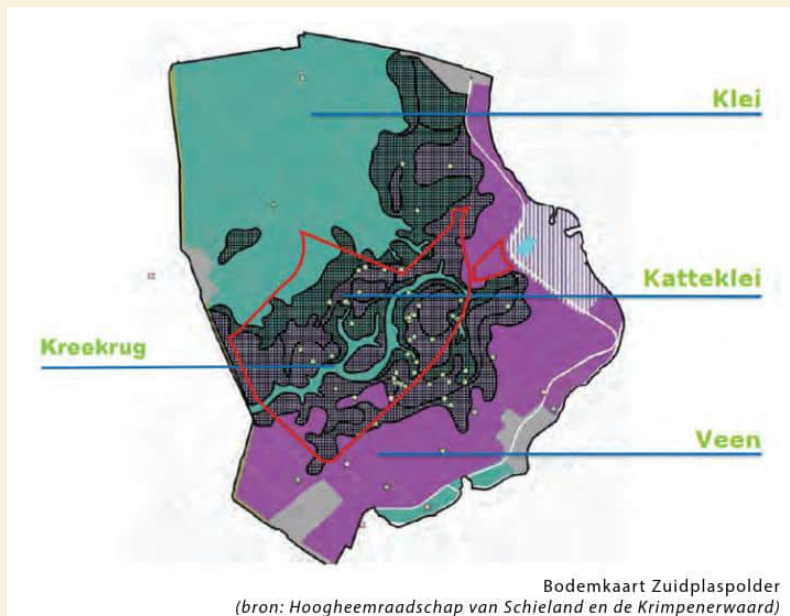 Klei
Katteklei
Kreekrug
Veen
Bodemkaart Zuidplaspolder
(bron: Hoogheemraadschap van Schieland en de Krimpenerwaard)